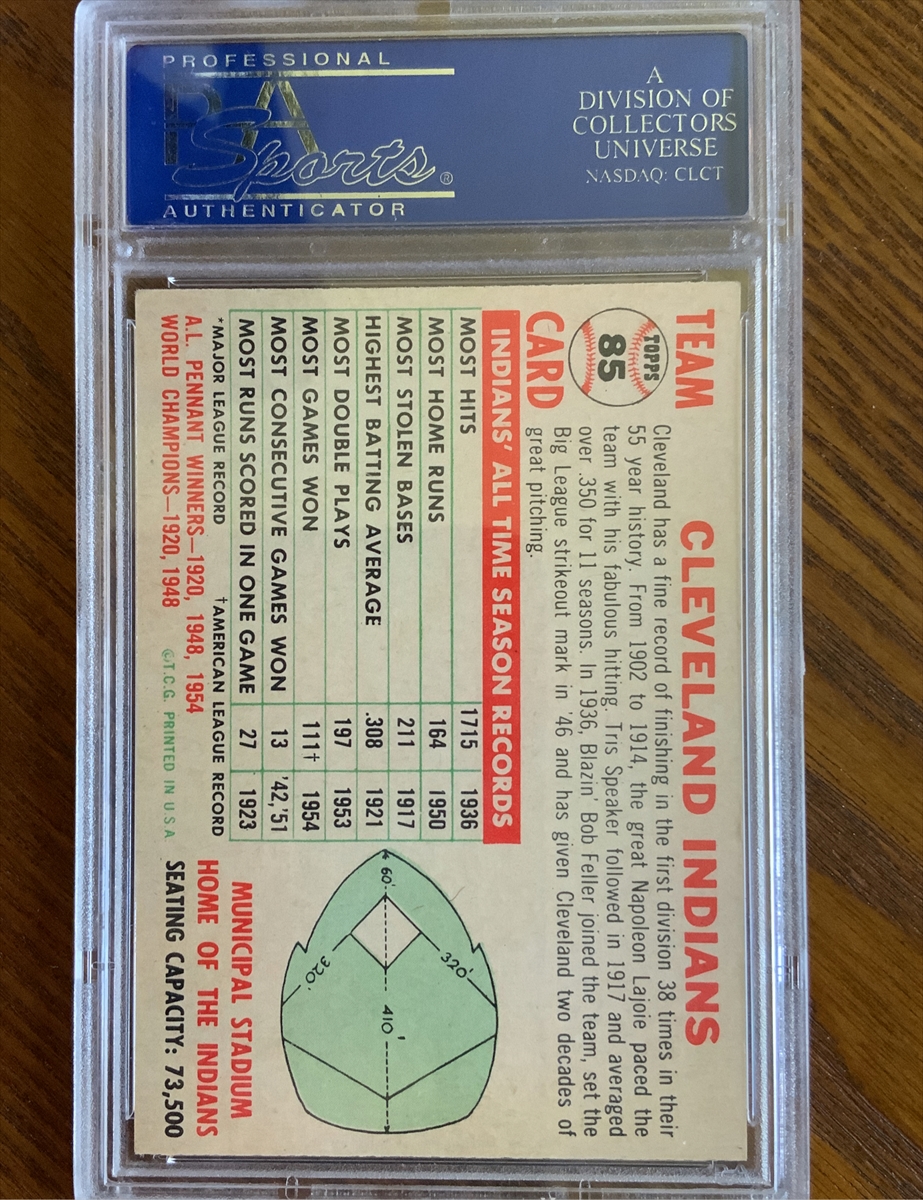 PROFESSIONAL
PSA
Sports®
AUTHENTICATOR
A
DIVISION OF
COLLECTORS
UNIVERSE
NASDAQ: CLCT
TEAM
TOPPS
85
CARD
CLEVELAND INDIANS
Cleveland has a fine record of finishing in the first division 38 times in their
55 year history. From 1902 to 1914, the great Napoleon Lajoie paced the
team with his fabulous hitting. Tris Speaker followed in 1917 and averaged
over .350 for 11 seasons. In 1936, Blazin' Bob Feller joined the team, set the
Big League strikeout mark in '46 and has given Cleveland two decades of
great pitching.
INDIANS' ALL TIME SEASON RECORDS
MOST HITS 1715 1936
MOST HOME RUNS 164 1950
MOST STOLEN BASES 211 1917
HIGHEST BATTING AVERAGE .308 1921
MOST DOUBLE PLAYS 197 1953
MOST GAMES WON 111† 1954
MOST CONSECUTIVE GAMES WON 13 '42,'51
MOST RUNS SCORED IN ONE GAME 27 1923
*MAJOR LEAGUE RECORD †AMERICAN LEAGUE RECORD
A.L. PENNANT WINNERS—1920, 1948, 1954
WORLD CHAMPIONS—1920, 1948
©T.C.G. PRINTED IN U S A
60'
320'
320'
410'
MUNICIPAL STADIUM
HOME OF THE INDIANS
SEATING CAPACITY: 73,500